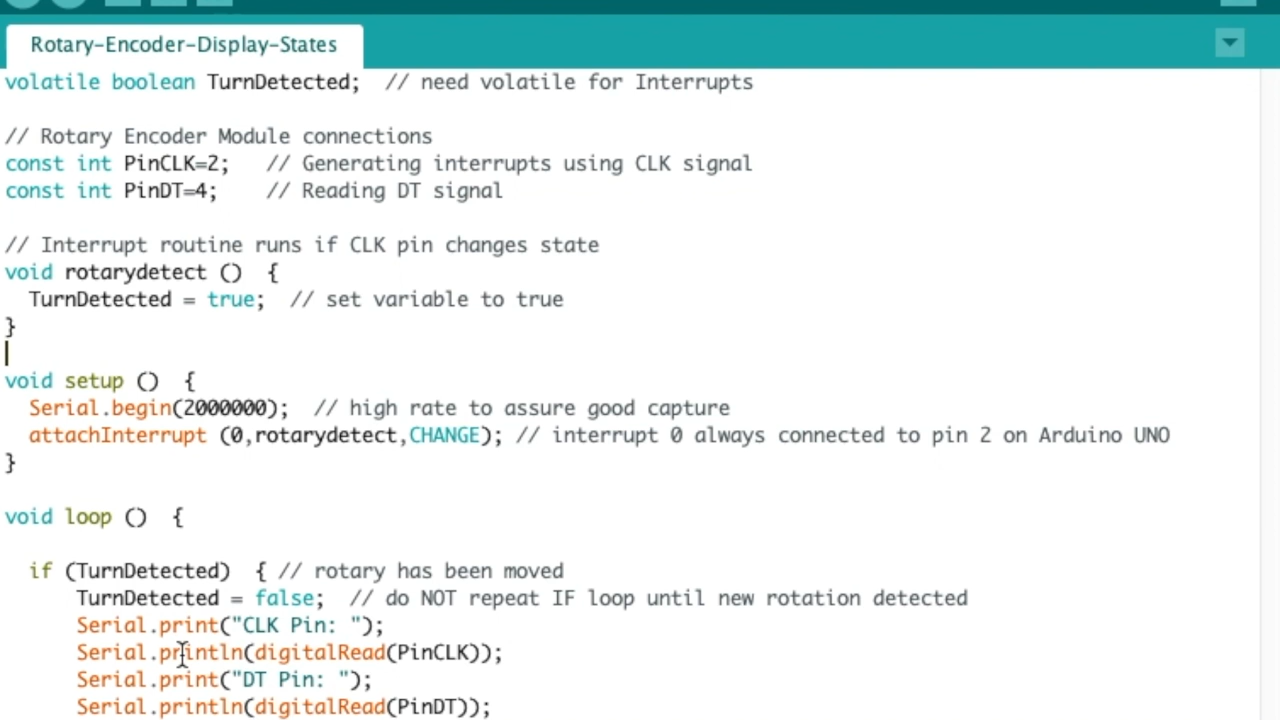 Rotary-Encoder-Display-States
volatile boolean TurnDetected;  // need volatile for Interrupts
// Rotary Encoder Module connections
const int PinCLK=2;   // Generating interrupts using CLK signal
const int PinDT=4;    // Reading DT signal
// Interrupt routine runs if CLK pin changes state
void rotarydetect ()  {
  TurnDetected = true;  // set variable to true
}
void setup ()  {
  Serial.begin(2000000);  // high rate to assure good capture
  attachInterrupt (0,rotarydetect,CHANGE); // interrupt 0 always connected to pin 2 on Arduino UNO
}
void loop ()  {
  if (TurnDetected)  { // rotary has been moved
      TurnDetected = false;  // do NOT repeat IF loop until new rotation detected
      Serial.print("CLK Pin: ");
      Serial.println(digitalRead(PinCLK));
      Serial.print("DT Pin: ");
      Serial.println(digitalRead(PinDT));